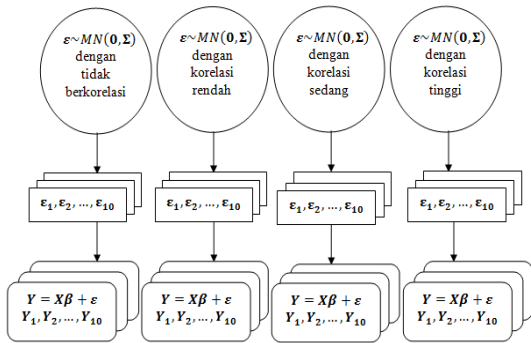 ε~MN(0,Σ)
dengan
tidak
berkorelasi
ε~MN(0,Σ)
dengan
korelasi
rendah
ε~MN(0,Σ)
dengan
korelasi
sedang
ε~MN(0,Σ)
dengan
korelasi
tinggi
ε₁,ε₂,…,ε₁₀
ε₁,ε₂,…,ε₁₀
ε₁,ε₂,…,ε₁₀
ε₁,ε₂,…,ε₁₀
Y = Xβ + ε
Y₁,Y₂,…,Y₁₀
Y = Xβ + ε
Y₁,Y₂,…,Y₁₀
Y = Xβ + ε
Y₁,Y₂,…,Y₁₀
Y = Xβ + ε
Y₁,Y₂,…,Y₁₀